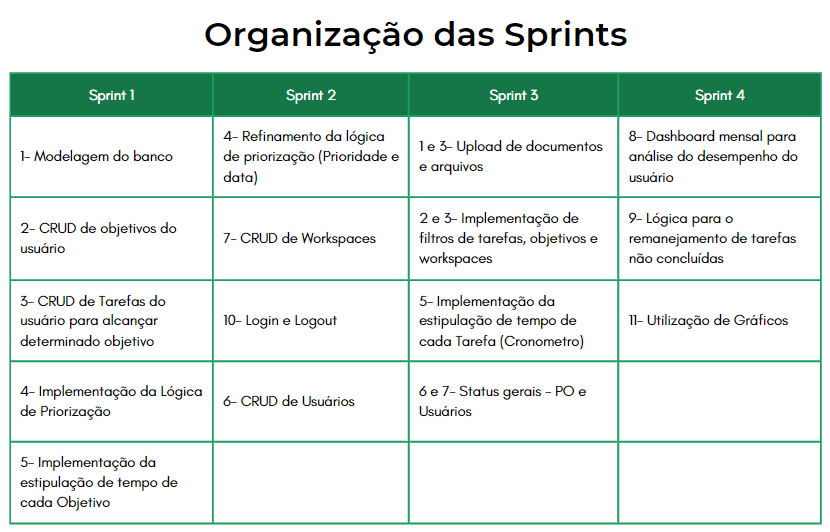 Organização das Sprints
Sprint 1
Sprint 2
Sprint 3
Sprint 4
1- Modelagem do banco
4- Refinamento da lógica
de priorização (Prioridade e
data)
1 e 3- Upload de documentos
e arquivos
8- Dashboard mensal para
análise do desempenho do
usuário
2- CRUD de objetivos do
usuário
7- CRUD de Workspaces
2 e 3- Implementação de
filtros de tarefas, objetivos e
workspaces
9- Lógica para o
remanejamento de tarefas
não concluídas
3- CRUD de Tarefas do
usuário para alcançar
determinado objetivo
10- Login e Logout
5- Implementação da
estipulação de tempo de
cada Tarefa (Cronometro)
11- Utilização de Gráficos
4- Implementação da Lógica
de Priorização
6- CRUD de Usuários
6 e 7- Status gerais - PO e
Usuários
5- Implementação da
estipulação de tempo de
cada Objetivo